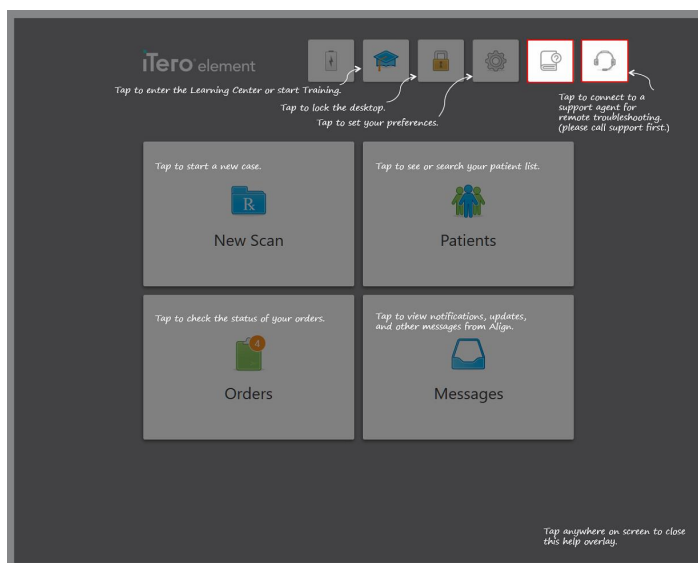 iTero element
Tap to enter the Learning Center or start Training.
Tap to lock the desktop.
Tap to set your preferences.
Tap to connect to a
support agent for
remote troubleshooting.
(please call support first.)
Tap to start a new case.
R
New Scan
Tap to see or search your patient list.
Patients
Tap to check the status of your orders.
4
Orders
Tap to view notifications, updates,
and other messages from Align.
Messages
Tap anywhere on screen to close
this help overlay.